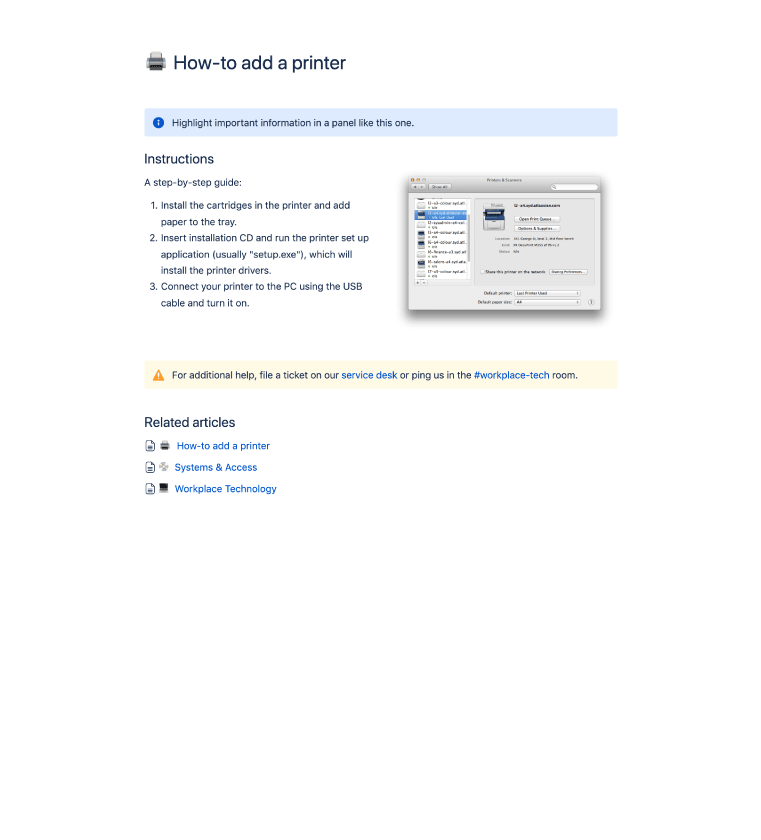 How-to add a printer
Highlight important information in a panel like this one.
Instructions
A step-by-step guide:
1. Install the cartridges in the printer and add
paper to the tray.
2. Insert installation CD and run the printer set up
application (usually "setup.exe"), which will
install the printer drivers.
3. Connect your printer to the PC using the USB
cable and turn it on.
Printers & Scanners
Show All
Open Print Queue...
Options & Supplies...
Share this printer on the network
Sharing Preferences...
Default printer: Last Printer Used
Default paper size: A4
For additional help, file a ticket on our service desk or ping us in the #workplace-tech room.
Related articles
How-to add a printer
Systems & Access
Workplace Technology